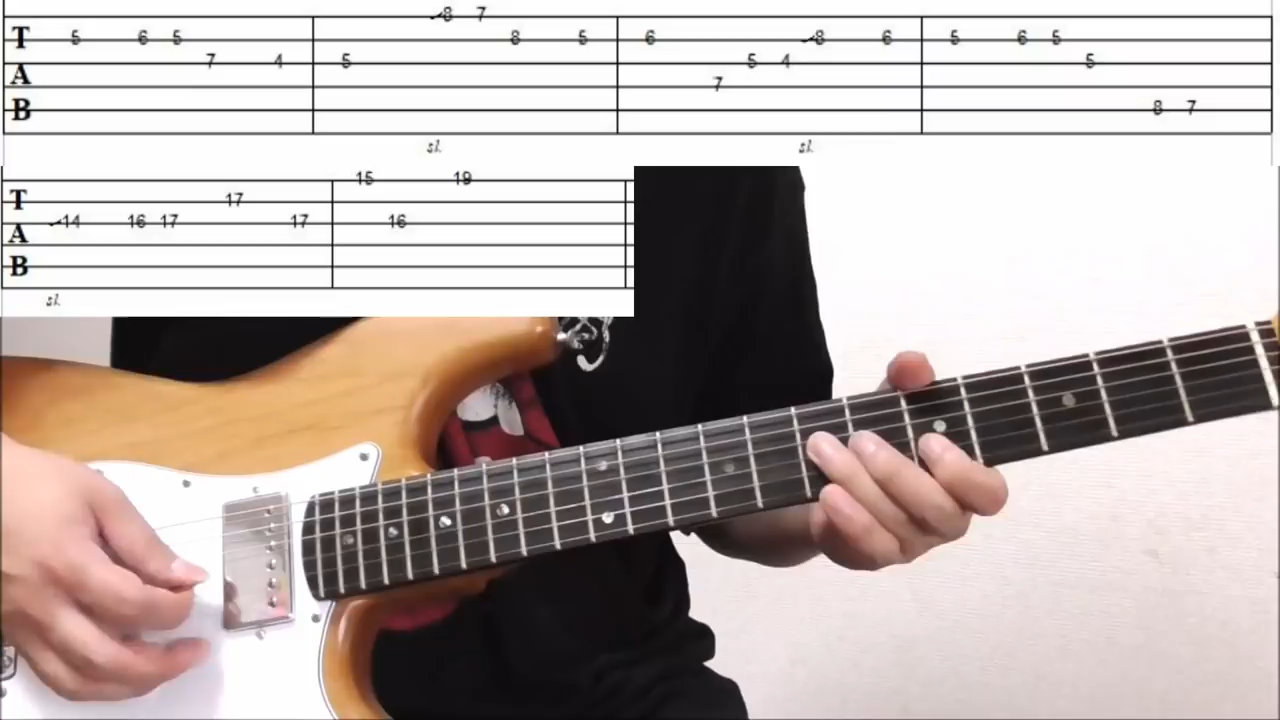 8 7
T 5 6 5 8 5 6 8 6 5 6 5
7 4 5 5 4 5
A 7
B 8 7
sl. sl.
15 19
T 17
14 16 17 17 16
A
B
sl.